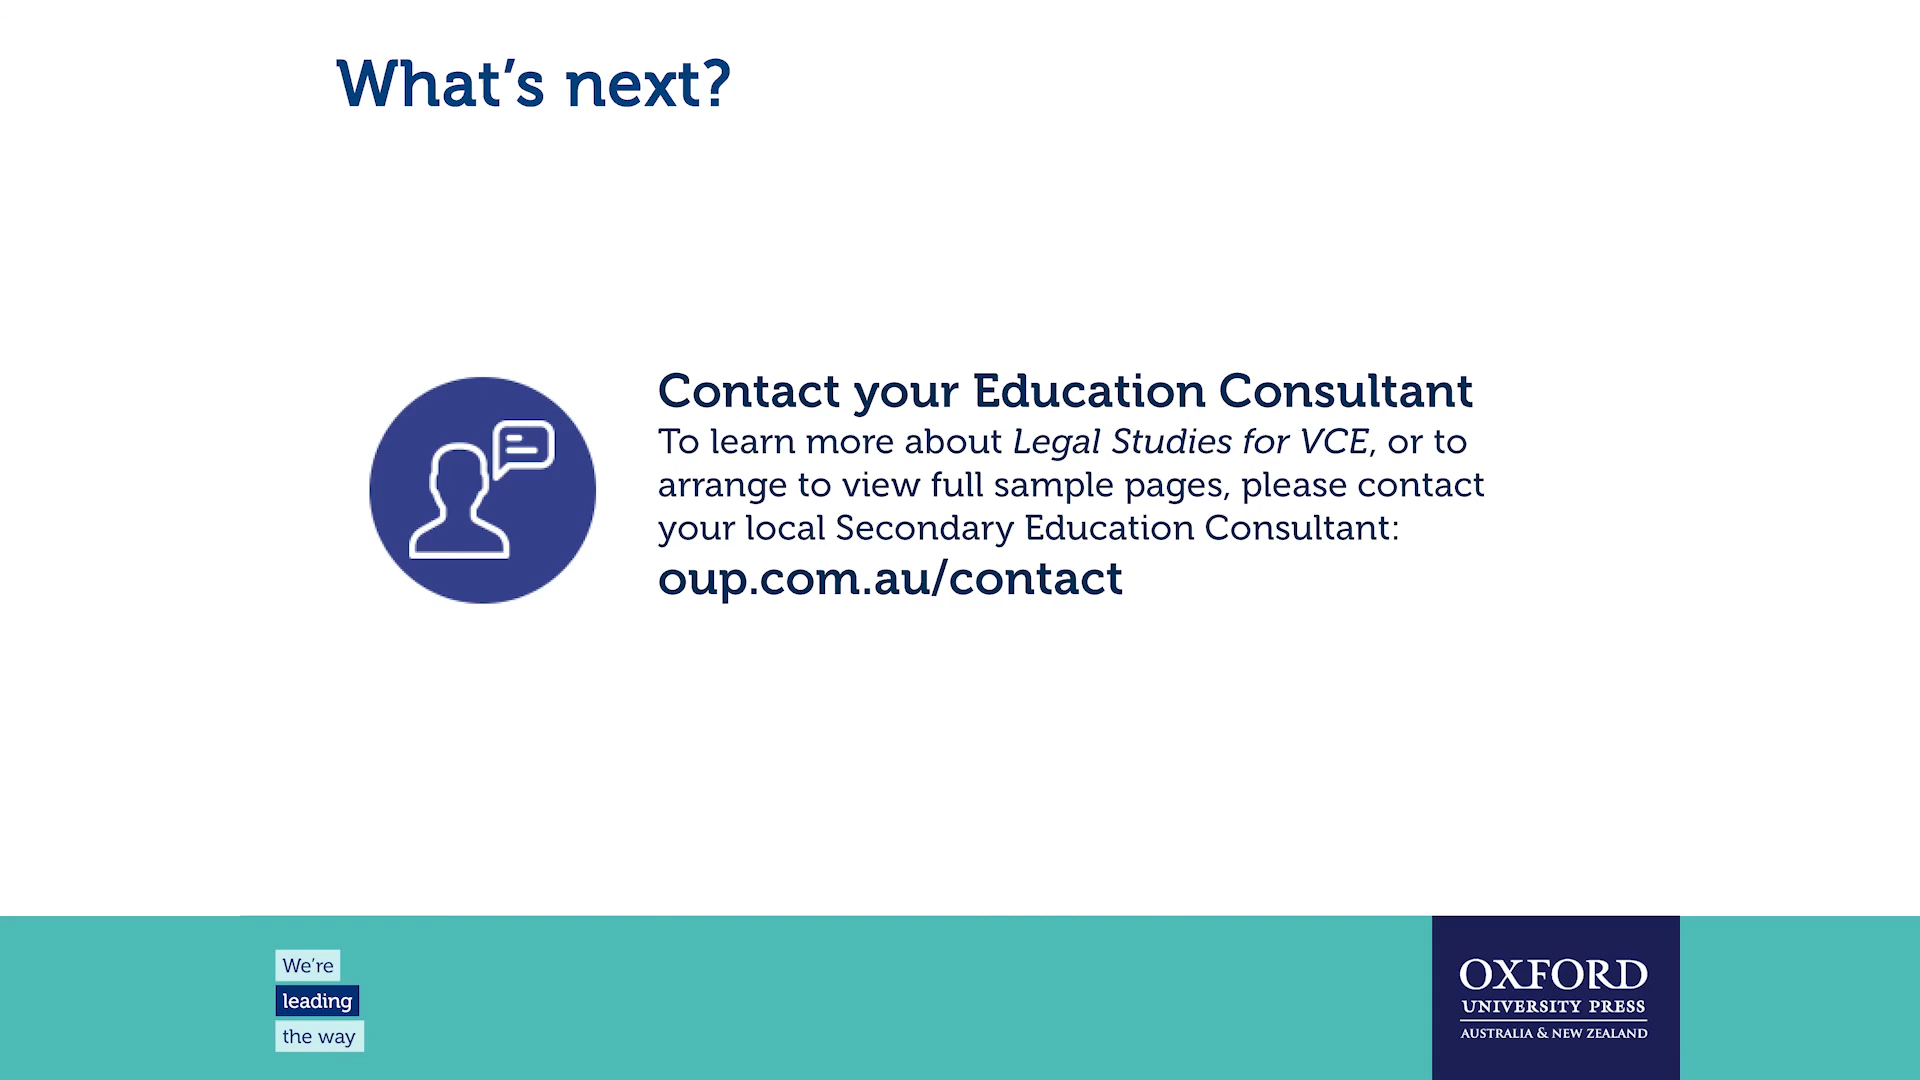 What’s next?
Contact your Education Consultant
To learn more about Legal Studies for VCE, or to
arrange to view full sample pages, please contact
your local Secondary Education Consultant:
oup.com.au/contact
We’re
leading
the way
OXFORD
UNIVERSITY PRESS
AUSTRALIA & NEW ZEALAND